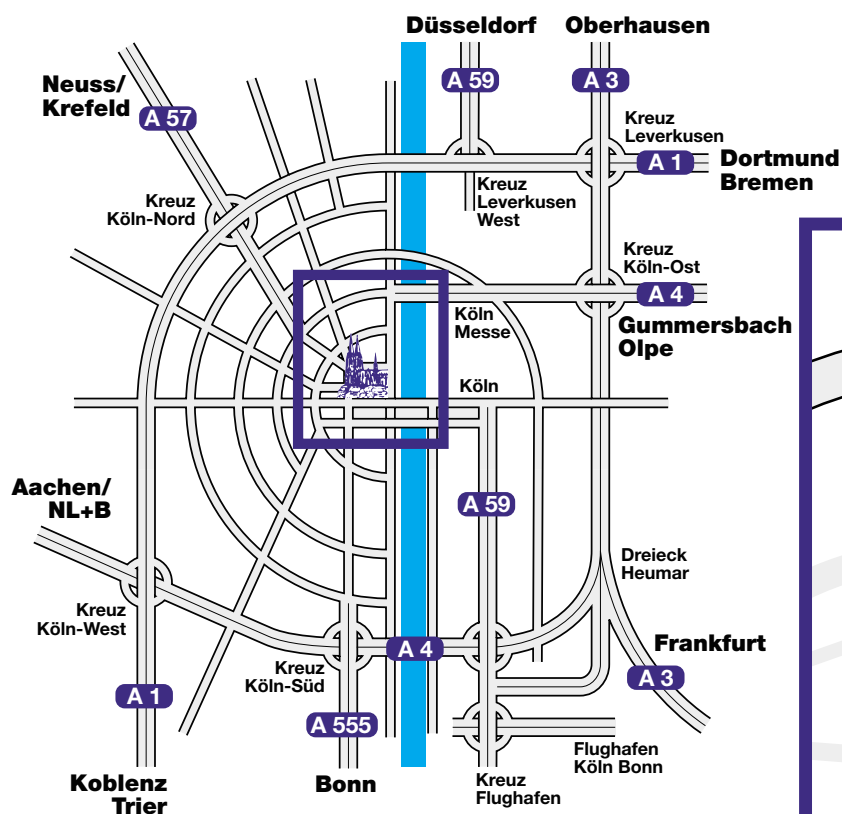 Düsseldorf
Oberhausen
Neuss/
Krefeld
A 59
A 3
A 57
Kreuz
Leverkusen
A 1
Dortmund
Bremen
Kreuz
Köln-Nord
Kreuz
Leverkusen
West
Kreuz
Köln-Ost
A 4
Köln
Messe
Gummersbach
Olpe
Köln
Aachen/
NL+B
A 59
Dreieck
Heumar
Kreuz
Köln-West
Kreuz
Köln-Süd
A 4
Frankfurt
A 3
A 1
A 555
Flughafen
Köln Bonn
Koblenz
Trier
Bonn
Kreuz
Flughafen